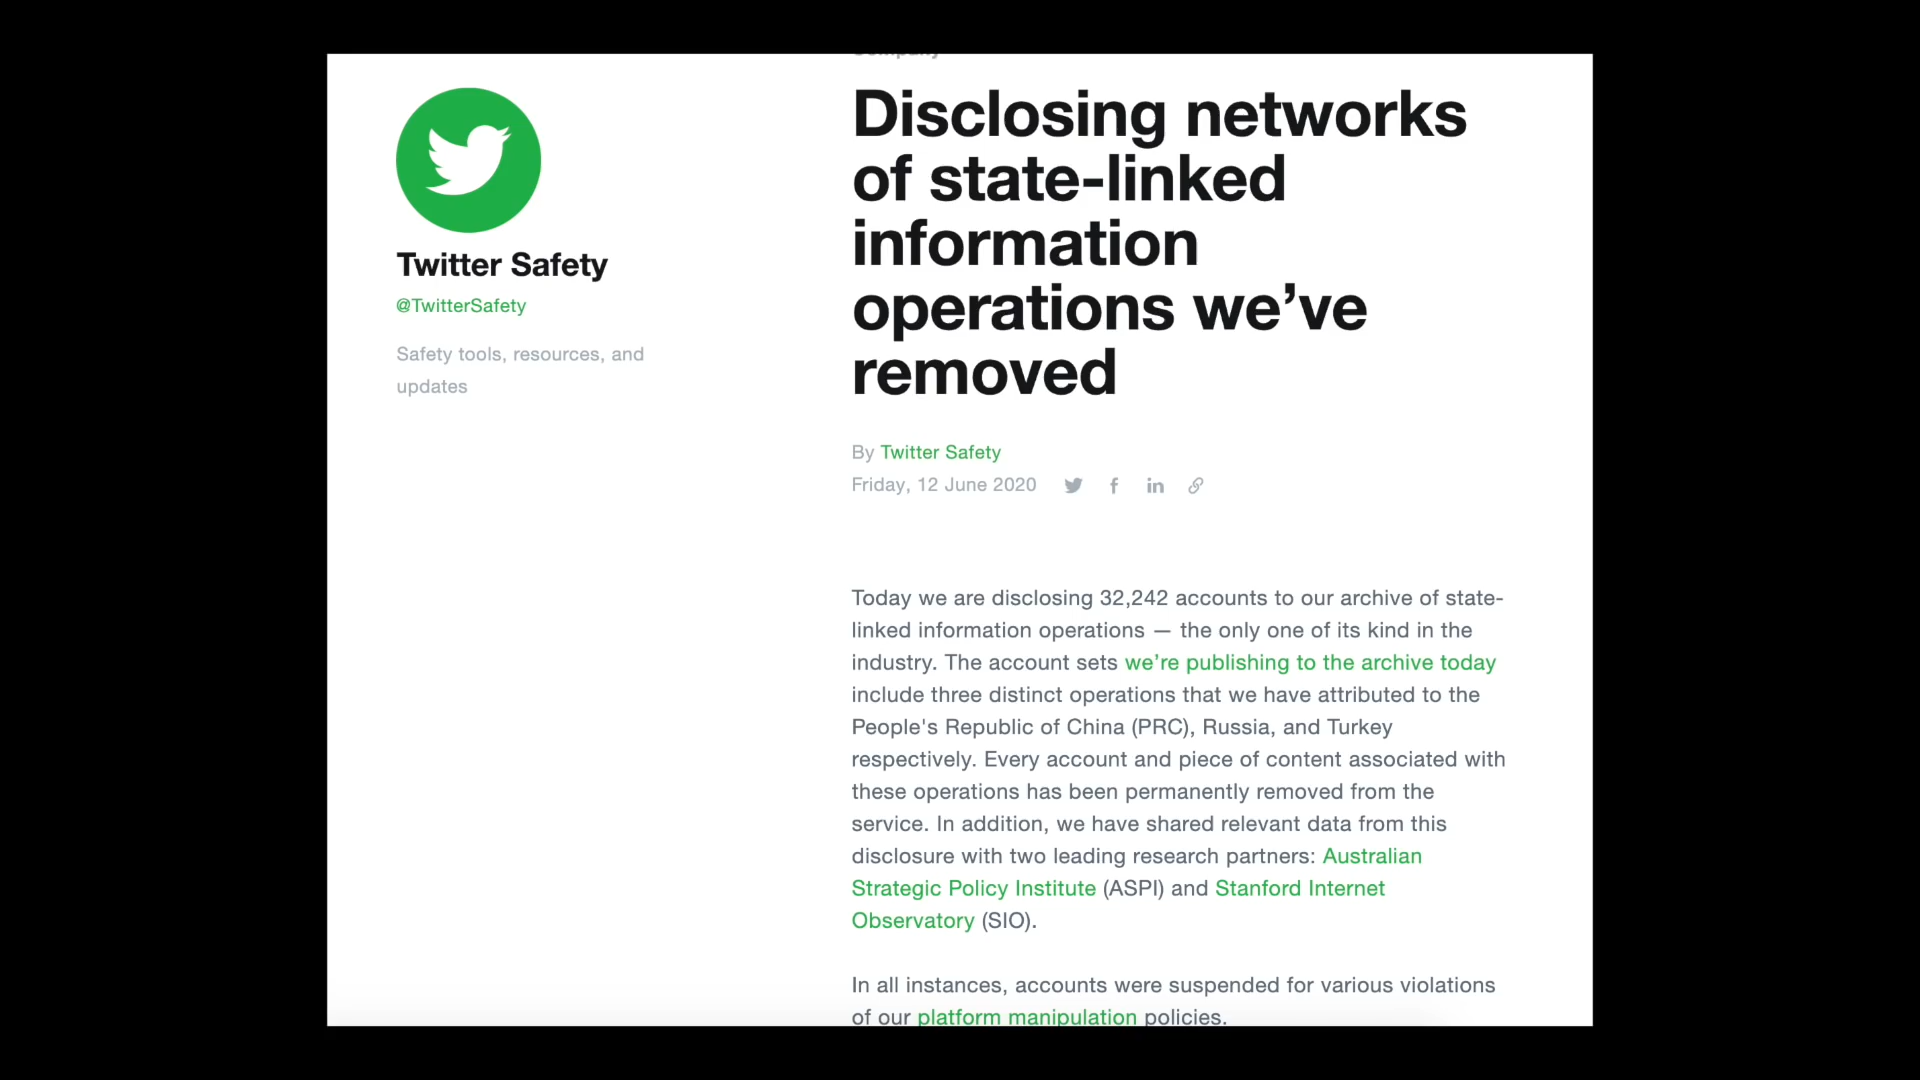 Company
Disclosing networks
of state-linked
information
operations we’ve
removed
Twitter Safety
@TwitterSafety
Safety tools, resources, and
updates
By Twitter Safety
Friday, 12 June 2020
Today we are disclosing 32,242 accounts to our archive of state-
linked information operations — the only one of its kind in the
industry. The account sets we’re publishing to the archive today
include three distinct operations that we have attributed to the
People's Republic of China (PRC), Russia, and Turkey
respectively. Every account and piece of content associated with
these operations has been permanently removed from the
service. In addition, we have shared relevant data from this
disclosure with two leading research partners: Australian
Strategic Policy Institute (ASPI) and Stanford Internet
Observatory (SIO).
In all instances, accounts were suspended for various violations
of our platform manipulation policies.